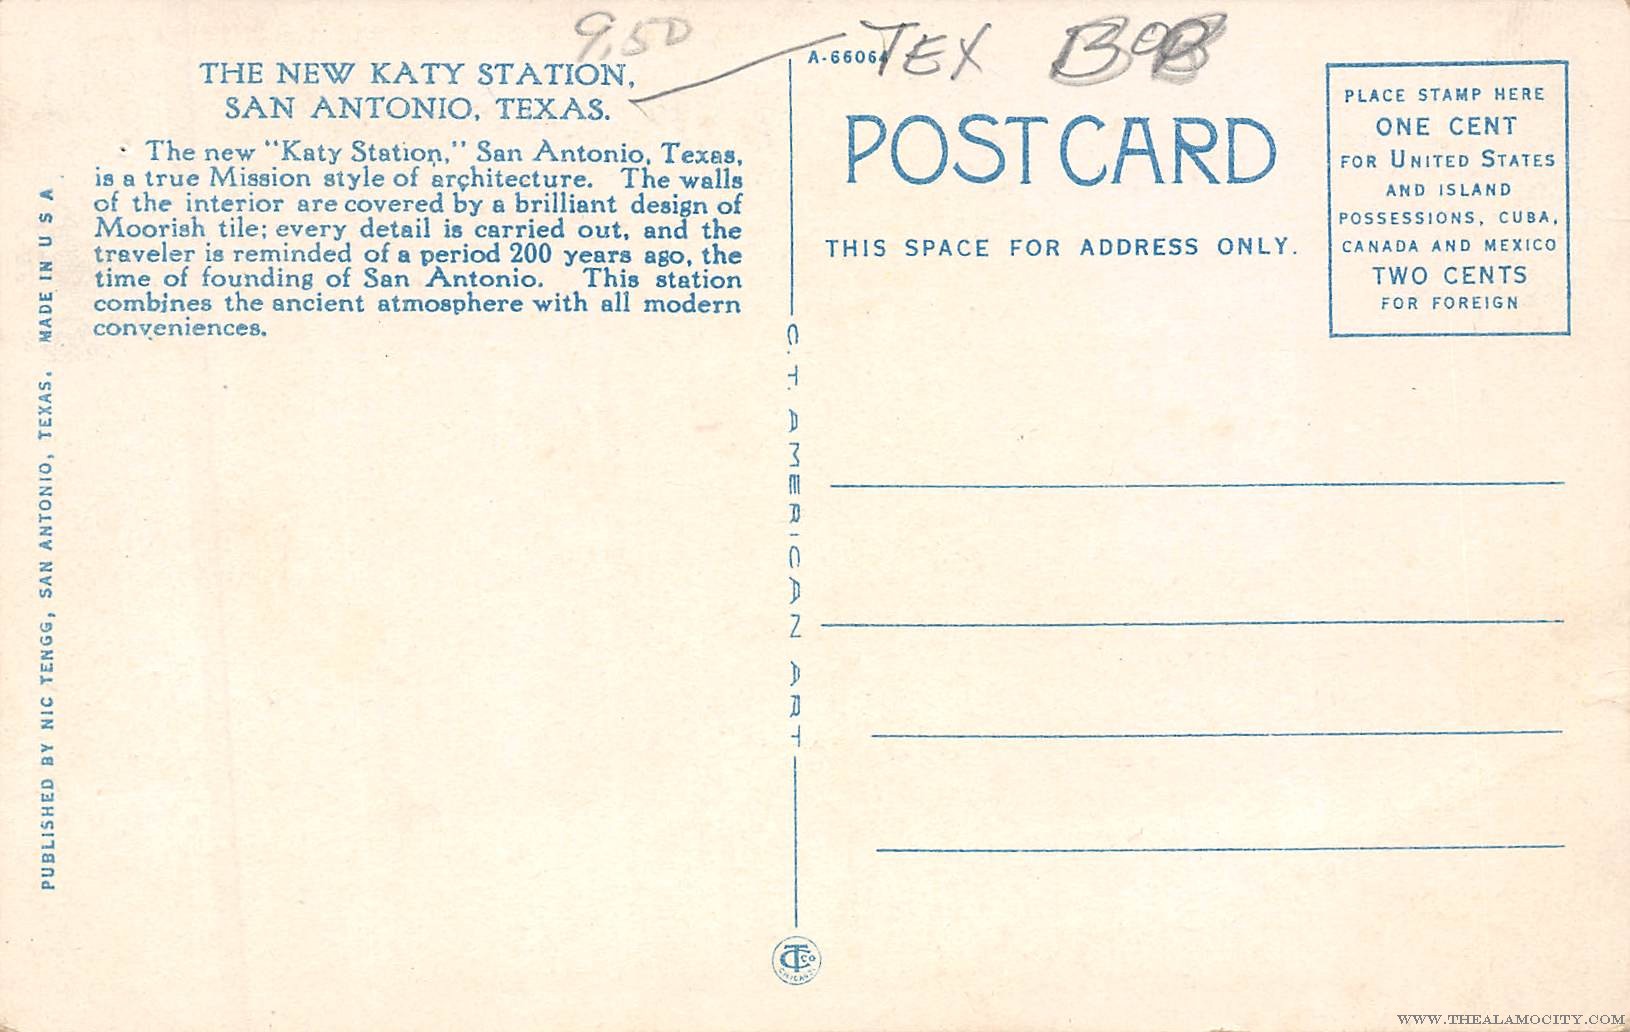 9,50
TEX BOB
THE NEW KATY STATION,
SAN ANTONIO, TEXAS.
The new "Katy Station," San Antonio, Texas,
is a true Mission style of architecture. The walls
of the interior are covered by a brilliant design of
Moorish tile; every detail is carried out, and the
traveler is reminded of a period 200 years ago, the
time of founding of San Antonio. This station
combines the ancient atmosphere with all modern
conveniences.
PUBLISHED BY NIC TENGG, SAN ANTONIO, TEXAS. MADE IN U S A
C. T. AMERICAN ART
CTCo
CHICAGO
A-66064
POST CARD
THIS SPACE FOR ADDRESS ONLY.
PLACE STAMP HERE
ONE CENT
FOR UNITED STATES
AND ISLAND
POSSESSIONS, CUBA,
CANADA AND MEXICO
TWO CENTS
FOR FOREIGN
WWW.THEALAMOCITY.COM